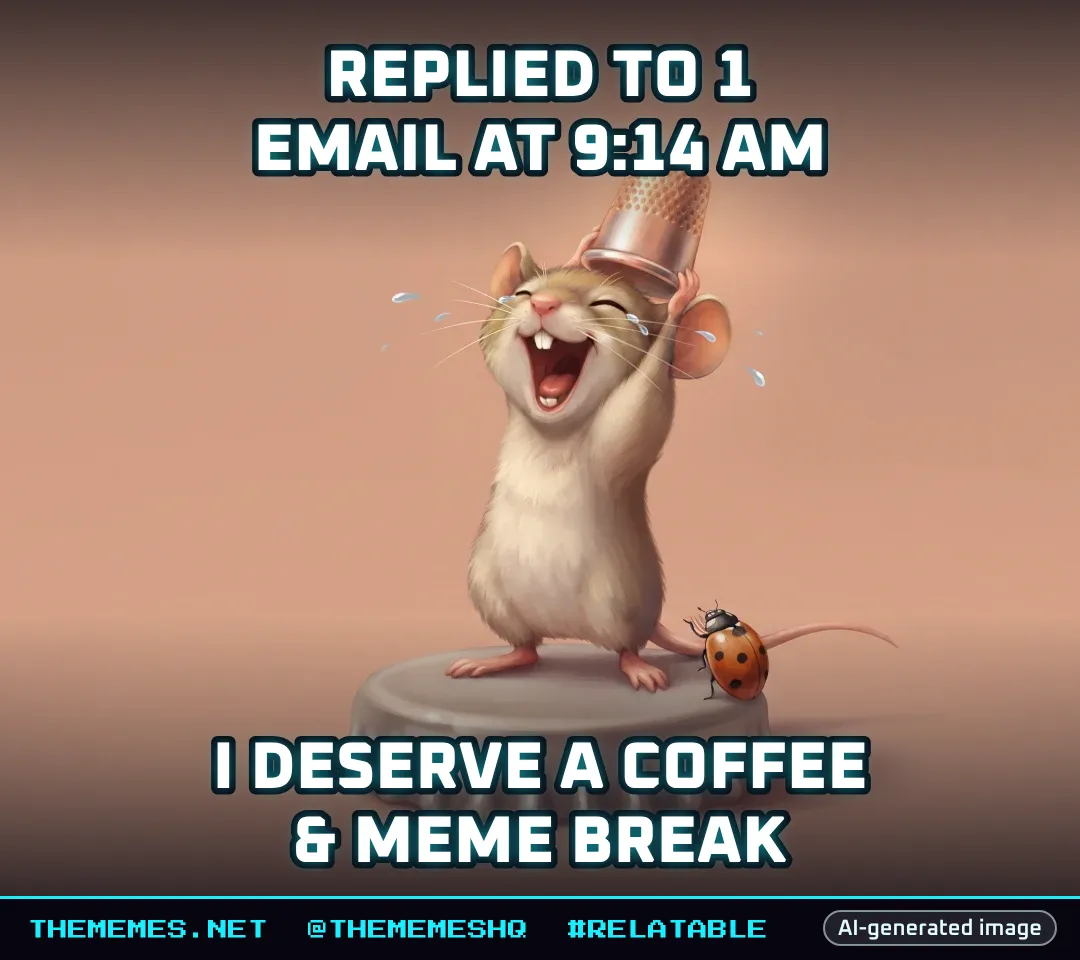 REPLIED TO 1
EMAIL AT 9:14 AM
I DESERVE A COFFEE
& MEME BREAK
THEMEMES.NET @THEMEMESHQ #RELATABLE AI-generated image